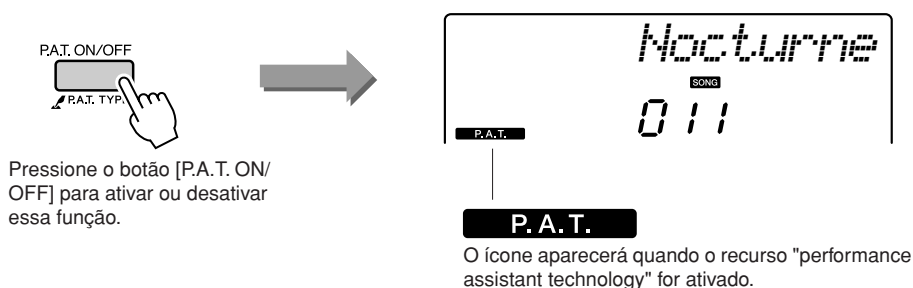 P.A.T. ON/OFF
P.A.T. TYP
Pressione o botão [P.A.T. ON/
OFF] para ativar ou desativar
essa função.
Nocturne
SONG
011
P.A.T.
P.A.T.
O ícone aparecerá quando o recurso "performance
assistant technology" for ativado.